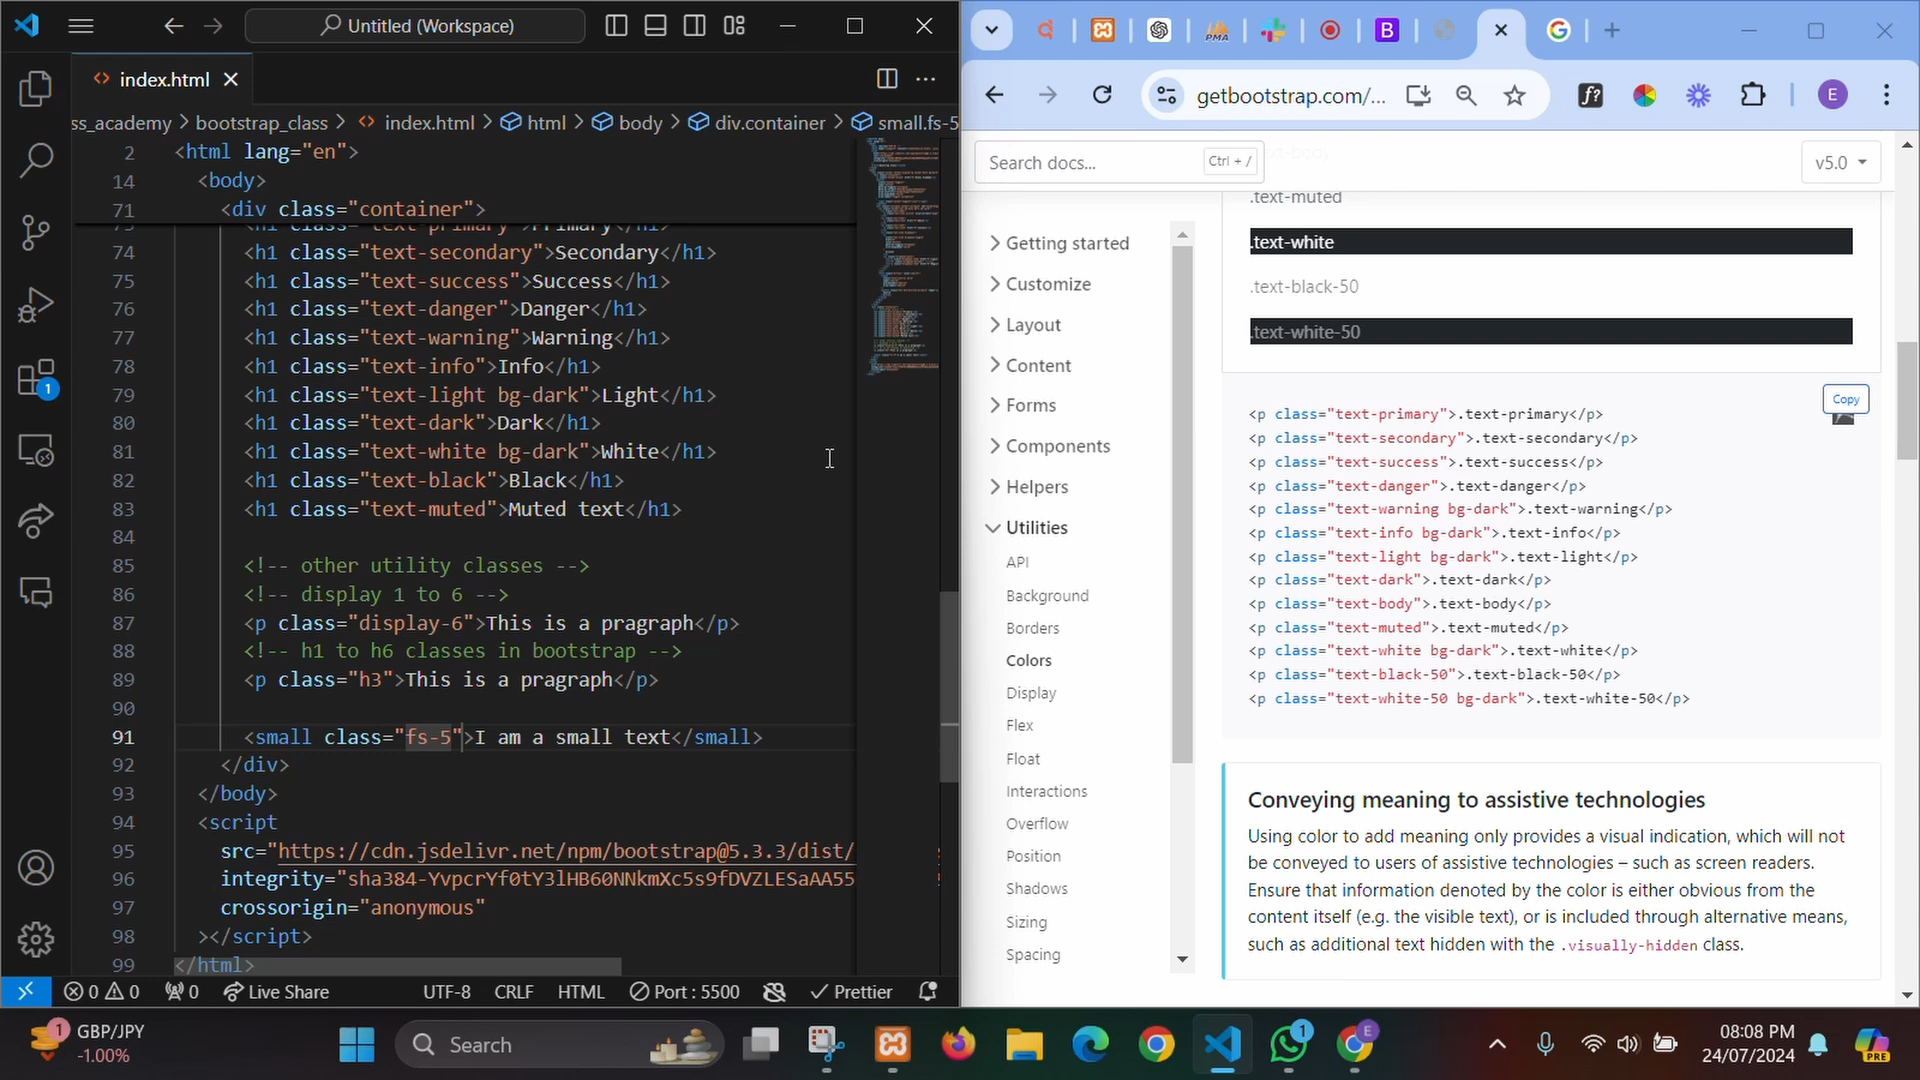 Untitled (Workspace)
index.html
ss_academy > bootstrap_class > index.html > html > body > div.container > small.fs-5
2 <html lang="en">
14 <body>
71 <div class="container">
74 <h1 class="text-secondary">Secondary</h1>
75 <h1 class="text-success">Success</h1>
76 <h1 class="text-danger">Danger</h1>
77 <h1 class="text-warning">Warning</h1>
78 <h1 class="text-info">Info</h1>
79 <h1 class="text-light bg-dark">Light</h1>
80 <h1 class="text-dark">Dark</h1>
81 <h1 class="text-white bg-dark">White</h1>
82 <h1 class="text-black">Black</h1>
83 <h1 class="text-muted">Muted text</h1>
84
85 <!-- other utility classes -->
86 <!-- display 1 to 6 -->
87 <p class="display-6">This is a pragraph</p>
88 <!-- h1 to h6 classes in bootstrap -->
89 <p class="h3">This is a pragraph</p>
90
91 <small class="fs-5">I am a small text</small>
92 </div>
93 </body>
94 <script
95 src="https://cdn.jsdelivr.net/npm/bootstrap@5.3.3/dist/
96 integrity="sha384-YvpcrYf0tY3lHB60NNkmXc5s9fDVZLESaAA55
97 crossorigin="anonymous"
98 ></script>
99 </html>
1
0 0 0 Live Share UTF-8 CRLF HTML Port : 5500 Prettier
PMA
B
G
getbootstrap.com/...
f?
E
Search docs...
Ctrl + /
v5.0
Getting started
Customize
Layout
Content
Forms
Components
Helpers
Utilities
API
Background
Borders
Colors
Display
Flex
Float
Interactions
Overflow
Position
Shadows
Sizing
Spacing
.text-muted
.text-white
.text-black-50
.text-white-50
Copy
<p class="text-primary">.text-primary</p>
<p class="text-secondary">.text-secondary</p>
<p class="text-success">.text-success</p>
<p class="text-danger">.text-danger</p>
<p class="text-warning bg-dark">.text-warning</p>
<p class="text-info bg-dark">.text-info</p>
<p class="text-light bg-dark">.text-light</p>
<p class="text-dark">.text-dark</p>
<p class="text-body">.text-body</p>
<p class="text-muted">.text-muted</p>
<p class="text-white bg-dark">.text-white</p>
<p class="text-black-50">.text-black-50</p>
<p class="text-white-50 bg-dark">.text-white-50</p>
Conveying meaning to assistive technologies
Using color to add meaning only provides a visual indication, which will not
be conveyed to users of assistive technologies – such as screen readers.
Ensure that information denoted by the color is either obvious from the
content itself (e.g. the visible text), or is included through alternative means,
such as additional text hidden with the .visually-hidden class.
1
GBP/JPY
-1.00%
Search
1
E
08:08 PM
24/07/2024
PRE